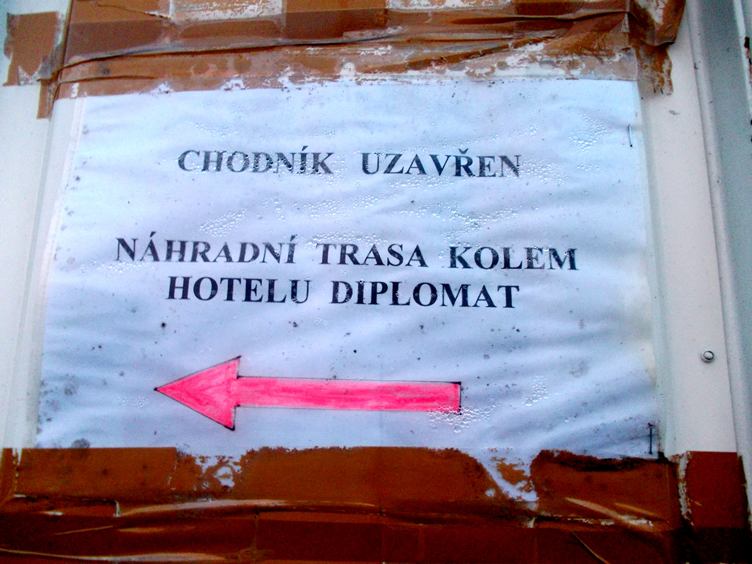 CHODNÍK UZAVŘEN
NÁHRADNÍ TRASA KOLEM
HOTELU DIPLOMAT